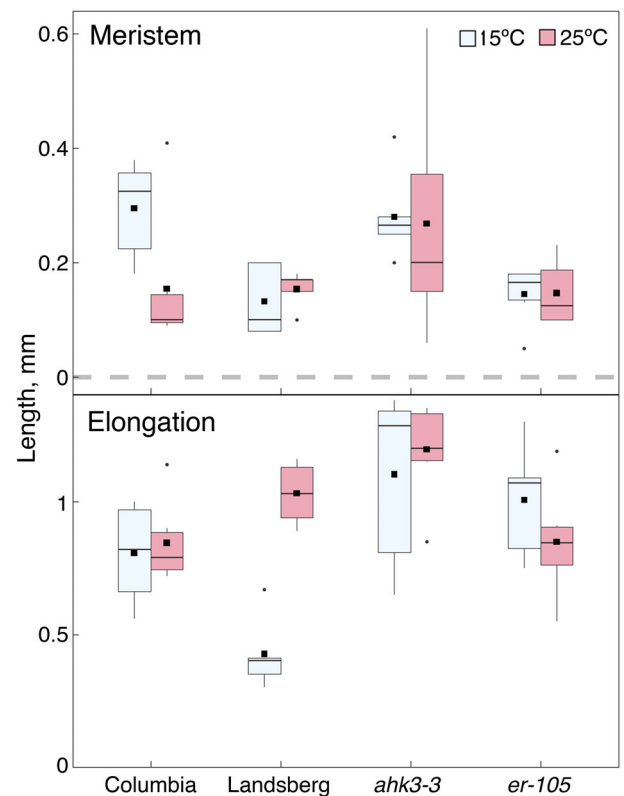 Meristem
15ºC 25ºC
0.6
0.4
0.2
0
Length, mm
Elongation
1
0.5
0
Columbia Landsberg ahk3-3 er-105